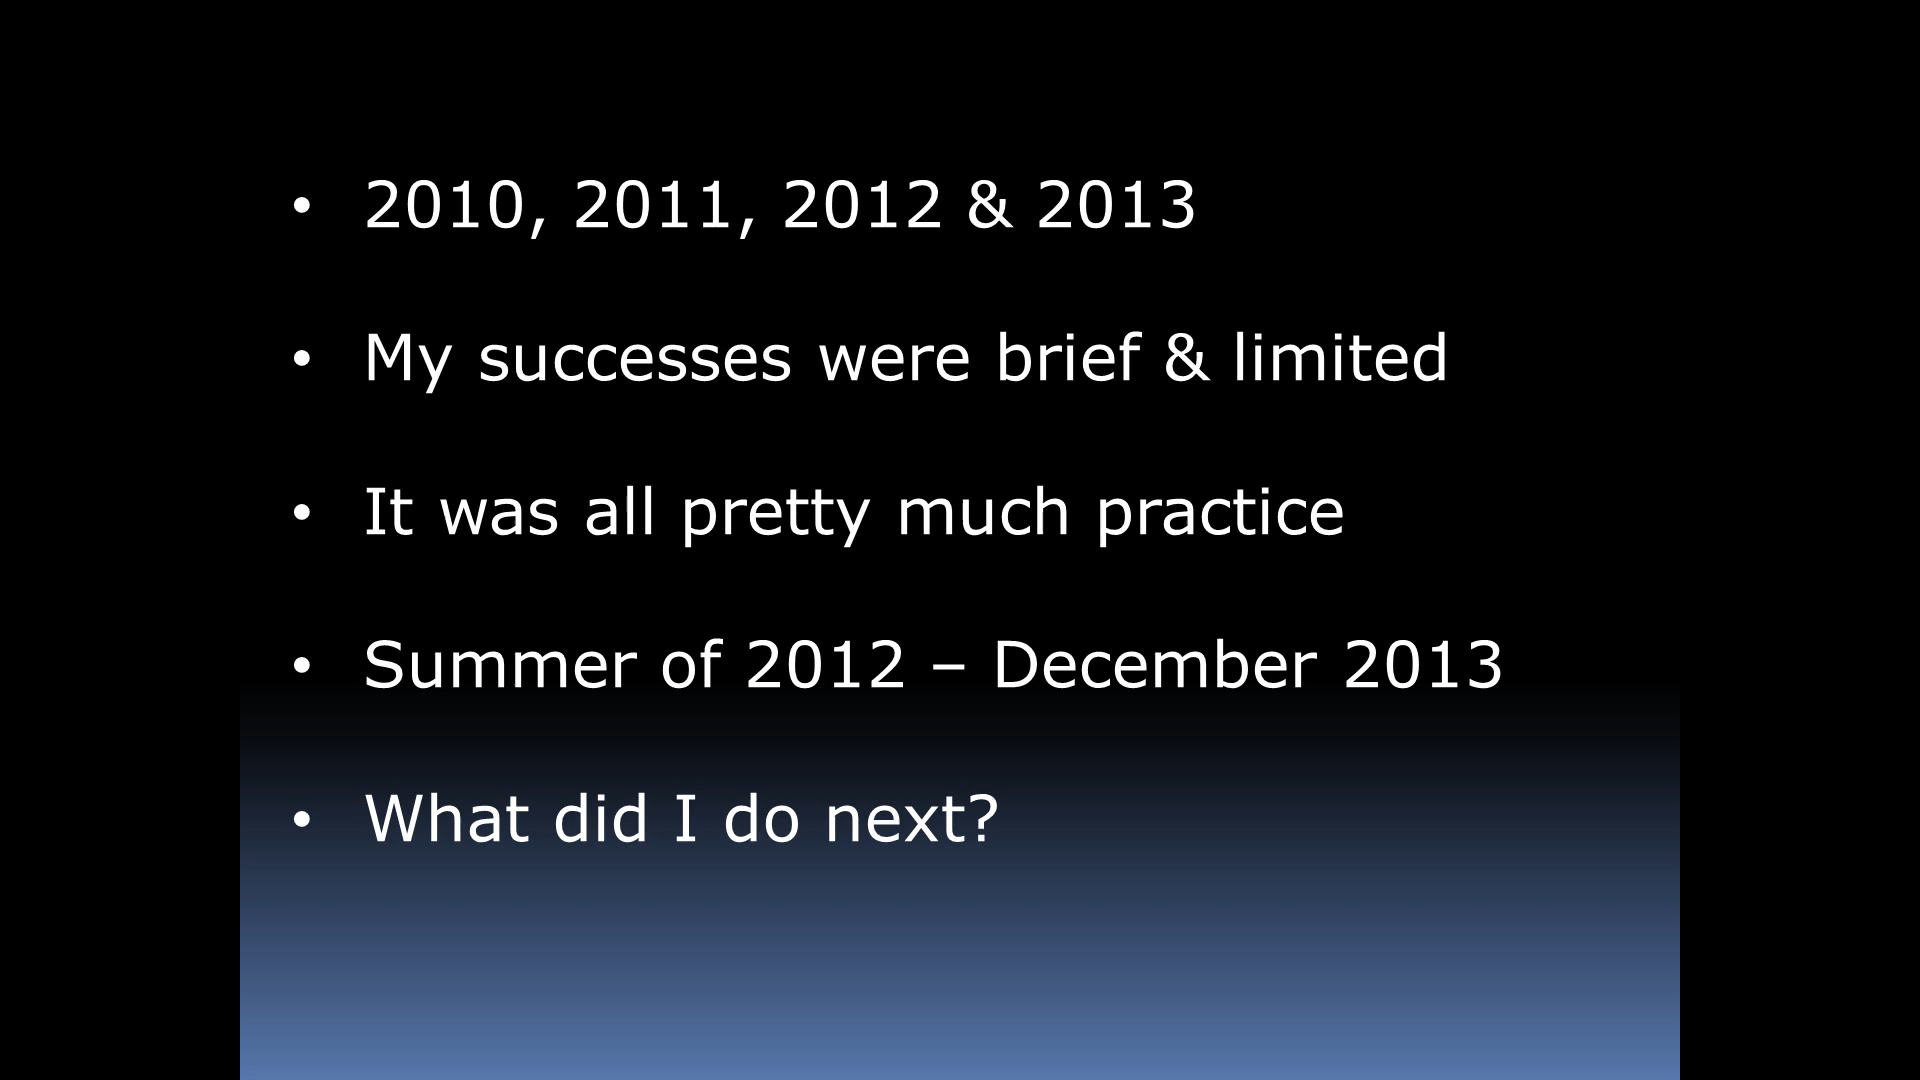 • 2010, 2011, 2012 & 2013
• My successes were brief & limited
• It was all pretty much practice
• Summer of 2012 – December 2013
• What did I do next?